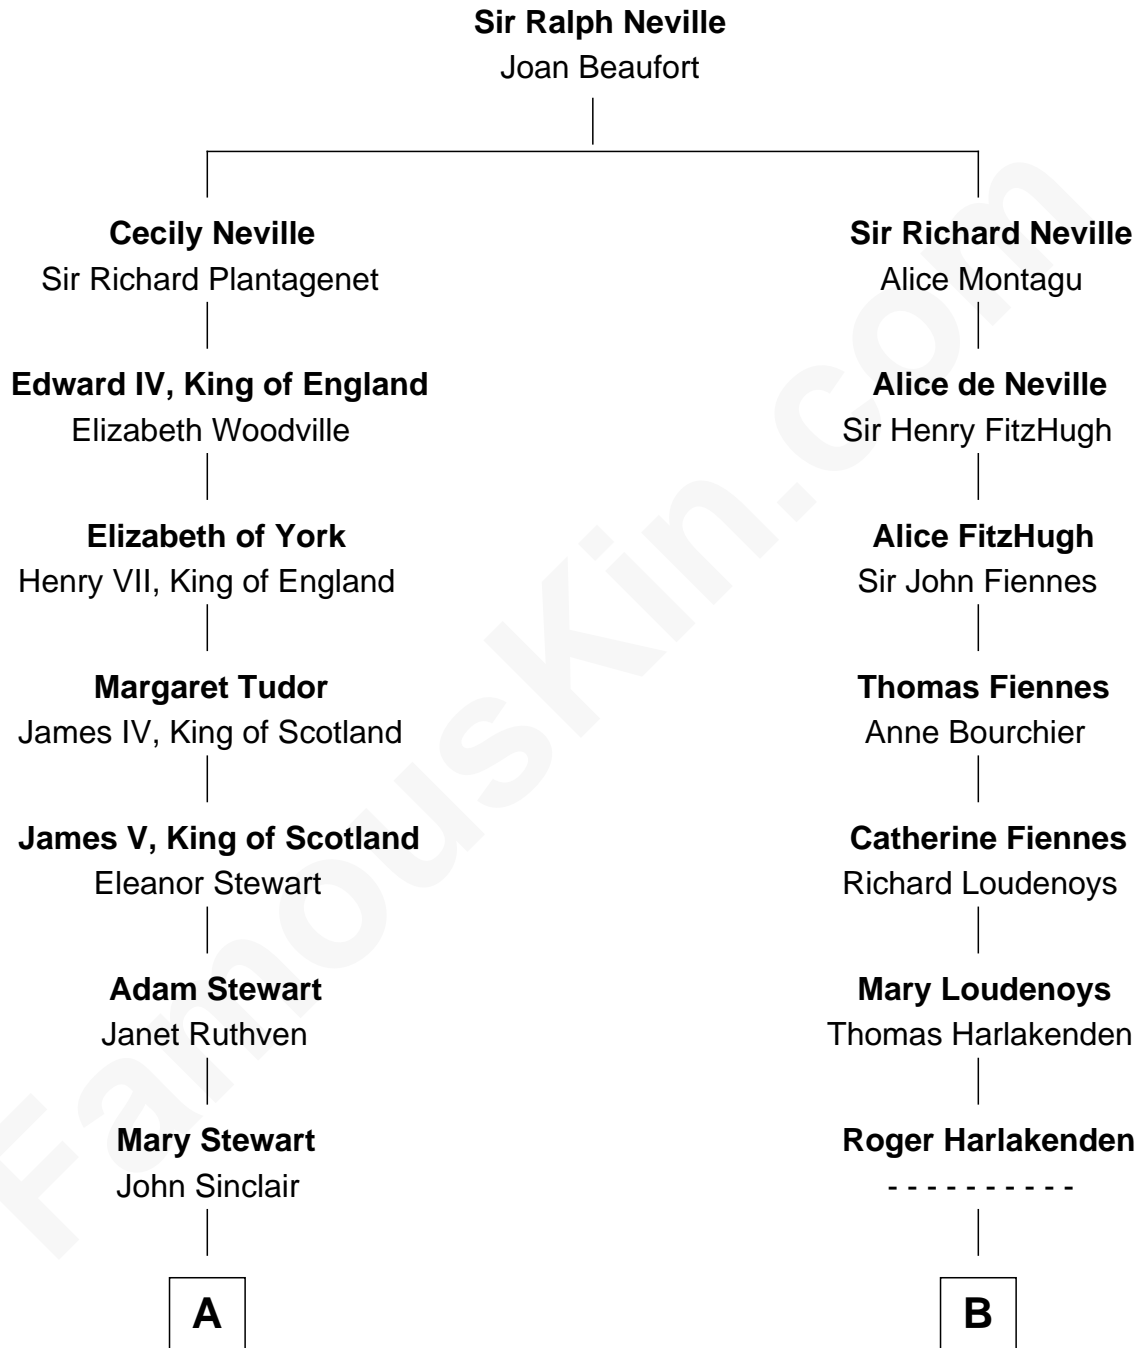 Sir Ralph Neville
Joan Beaufort
Cecily Neville
Sir Richard Plantagenet
Edward IV, King of England
Elizabeth Woodville
Elizabeth of York
Henry VII, King of England
Margaret Tudor
James IV, King of Scotland
James V, King of Scotland
Eleanor Stewart
Adam Stewart
Janet Ruthven
Mary Stewart
John Sinclair
A
Sir Richard Neville
Alice Montagu
Alice de Neville
Sir Henry FitzHugh
Alice FitzHugh
Sir John Fiennes
Thomas Fiennes
Anne Bourchier
Catherine Fiennes
Richard Loudenoys
Mary Loudenoys
Thomas Harlakenden
Roger Harlakenden
- - - - - - - - - -
B
FamousKin.com